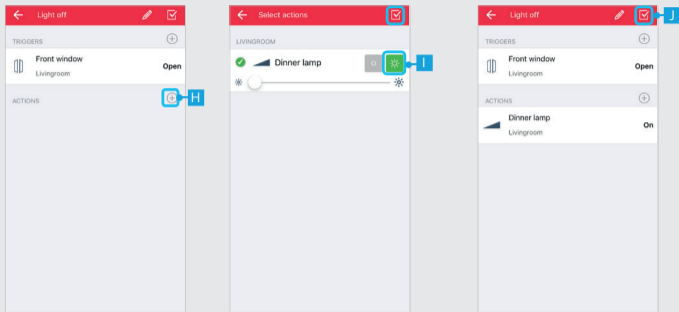 Light off
TRIGGERS
Front window
Livingroom
Open
ACTIONS
H
Select actions
LIVINGROOM
Dinner lamp
I
Light off
J
TRIGGERS
Front window
Livingroom
Open
ACTIONS
Dinner lamp
Livingroom
On